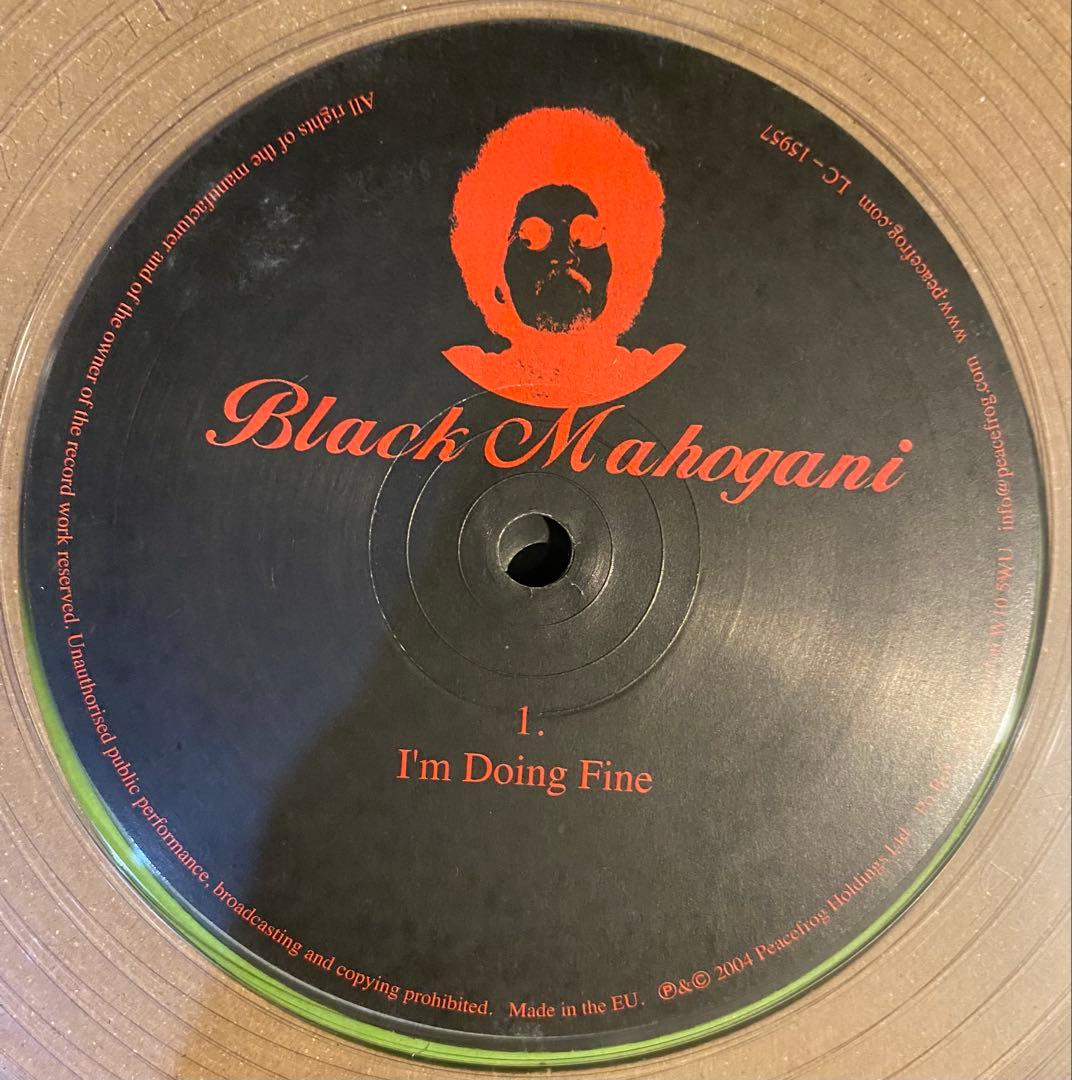 Black Mahogani
1.
I'm Doing Fine
All rights of the manufacturer and of the owner of the record work reserved. Unauthorised public performance, broadcasting and copying prohibited. Made in the EU. ℗&© 2004 Peacefrog Holdings Ltd info@peacefrog.com www.peacefrog.com LC-15957